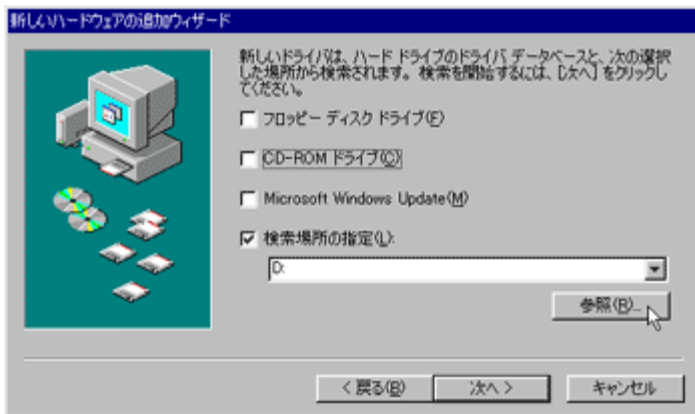 新しいハードウェアの追加ウィザード
新しいドライバは、ハード ドライブのドライバ データベースと、次の選択
した場所から検索されます。検索を開始するには、[次へ] をクリックし
てください。
フロッピー ディスク ドライブ(F)
CD-ROM ドライブ(C)
Microsoft Windows Update(M)
検索場所の指定(L):
D:
参照(R)...
< 戻る(B)
次へ >
キャンセル